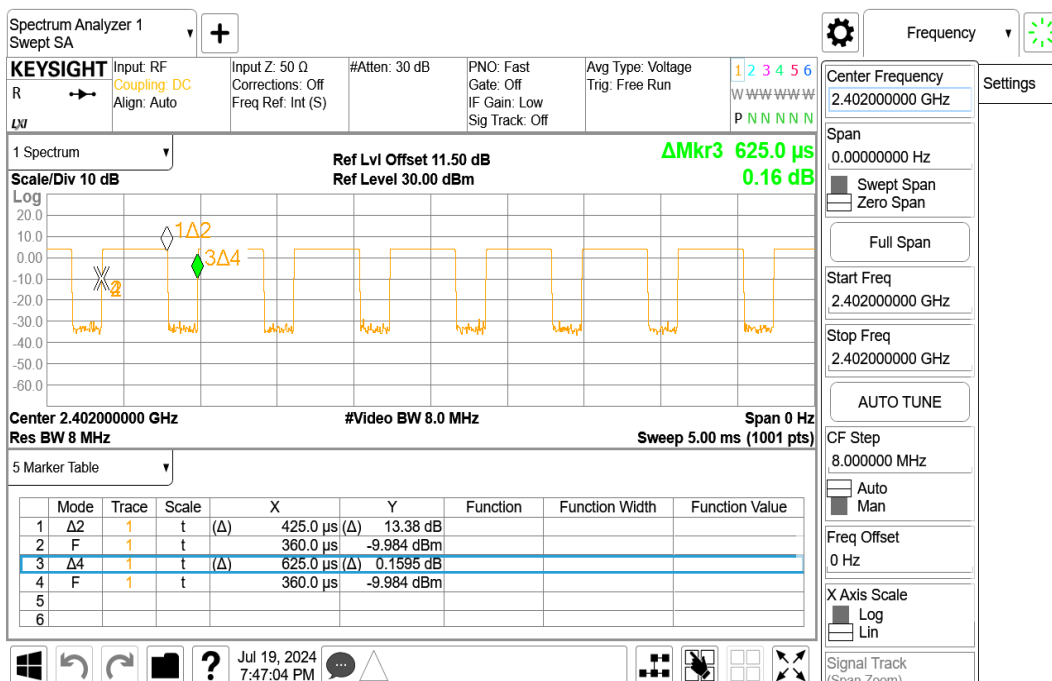 Spectrum Analyzer 1
Swept SA
Frequency
KEYSIGHT
R
LXI
Input: RF
Coupling: DC
Align: Auto
Input Z: 50 Ω
Corrections: Off
Freq Ref: Int (S)
#Atten: 30 dB
PNO: Fast
Gate: Off
IF Gain: Low
Sig Track: Off
Avg Type: Voltage
Trig: Free Run
1 2 3 4 5 6
W W W W W W
P N N N N N
1 Spectrum
Scale/Div 10 dB
Ref Lvl Offset 11.50 dB
Ref Level 30.00 dBm
ΔMkr3 625.0 µs
0.16 dB
Log
20.0
10.0
0.00
-10.0
-20.0
-30.0
-40.0
-50.0
-60.0
1Δ2
3Δ4
Center 2.402000000 GHz
#Video BW 8.0 MHz
Span 0 Hz
Res BW 8 MHz
Sweep 5.00 ms (1001 pts)
5 Marker Table
Mode Trace Scale X Y Function Function Width Function Value
1 Δ2 1 t (Δ) 425.0 µs (Δ) 13.38 dB
2 F 1 t 360.0 µs -9.984 dBm
3 Δ4 1 t (Δ) 625.0 µs (Δ) 0.1595 dB
4 F 1 t 360.0 µs -9.984 dBm
5
6
Jul 19, 2024
7:47:04 PM
Center Frequency
2.402000000 GHz
Settings
Span
0.00000000 Hz
Swept Span
Zero Span
Full Span
Start Freq
2.402000000 GHz
Stop Freq
2.402000000 GHz
AUTO TUNE
CF Step
8.000000 MHz
Auto
Man
Freq Offset
0 Hz
X Axis Scale
Log
Lin
Signal Track
(Span Zoom)